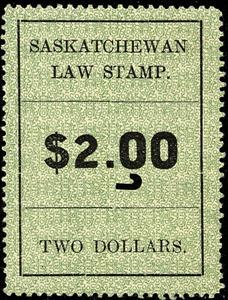 SASKATCHEWAN
LAW STAMP.
$2.00
TWO DOLLARS.